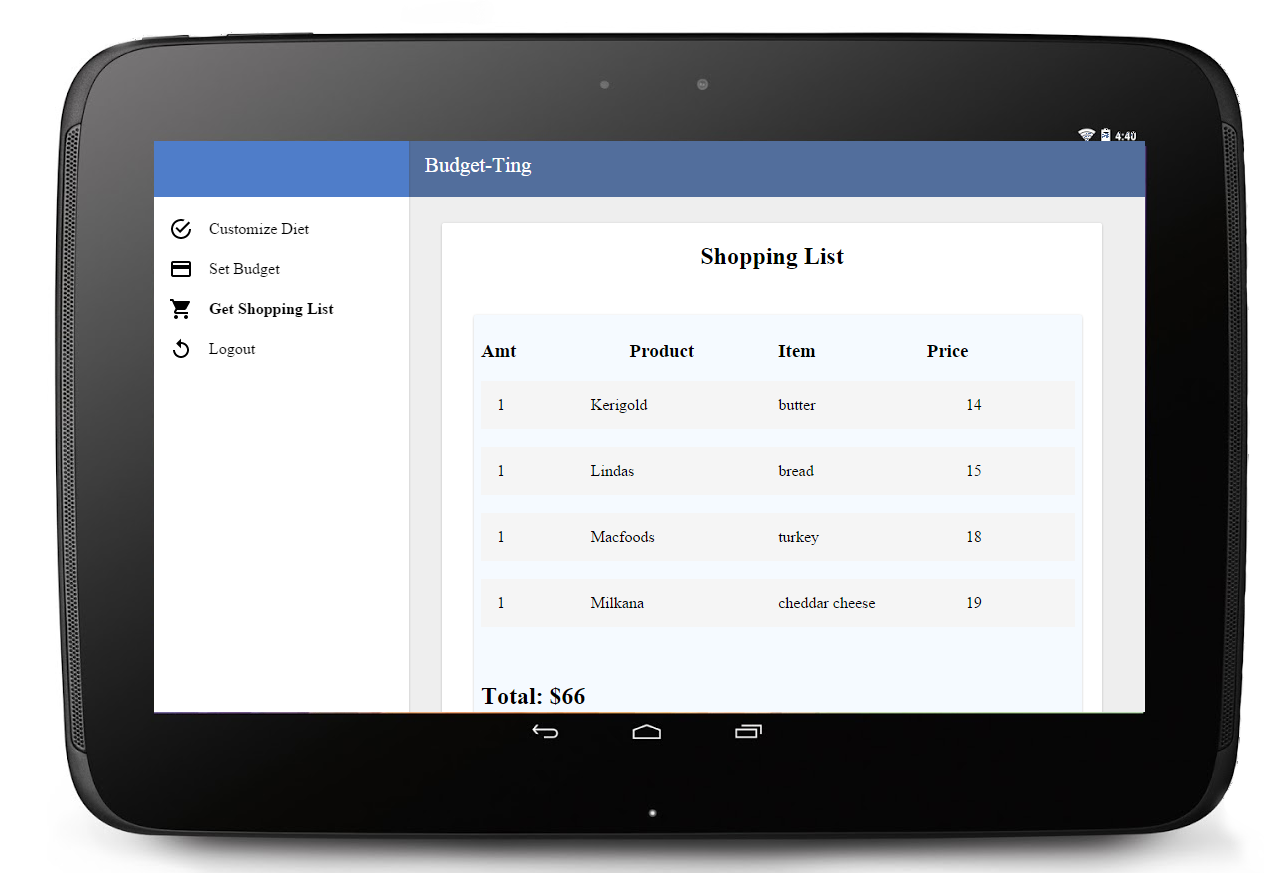 4:40
Budget-Ting
Customize Diet
Set Budget
Get Shopping List
Logout
Shopping List
Amt Product Item Price
1 Kerigold butter 14
1 Lindas bread 15
1 Macfoods turkey 18
1 Milkana cheddar cheese 19
Total: $66